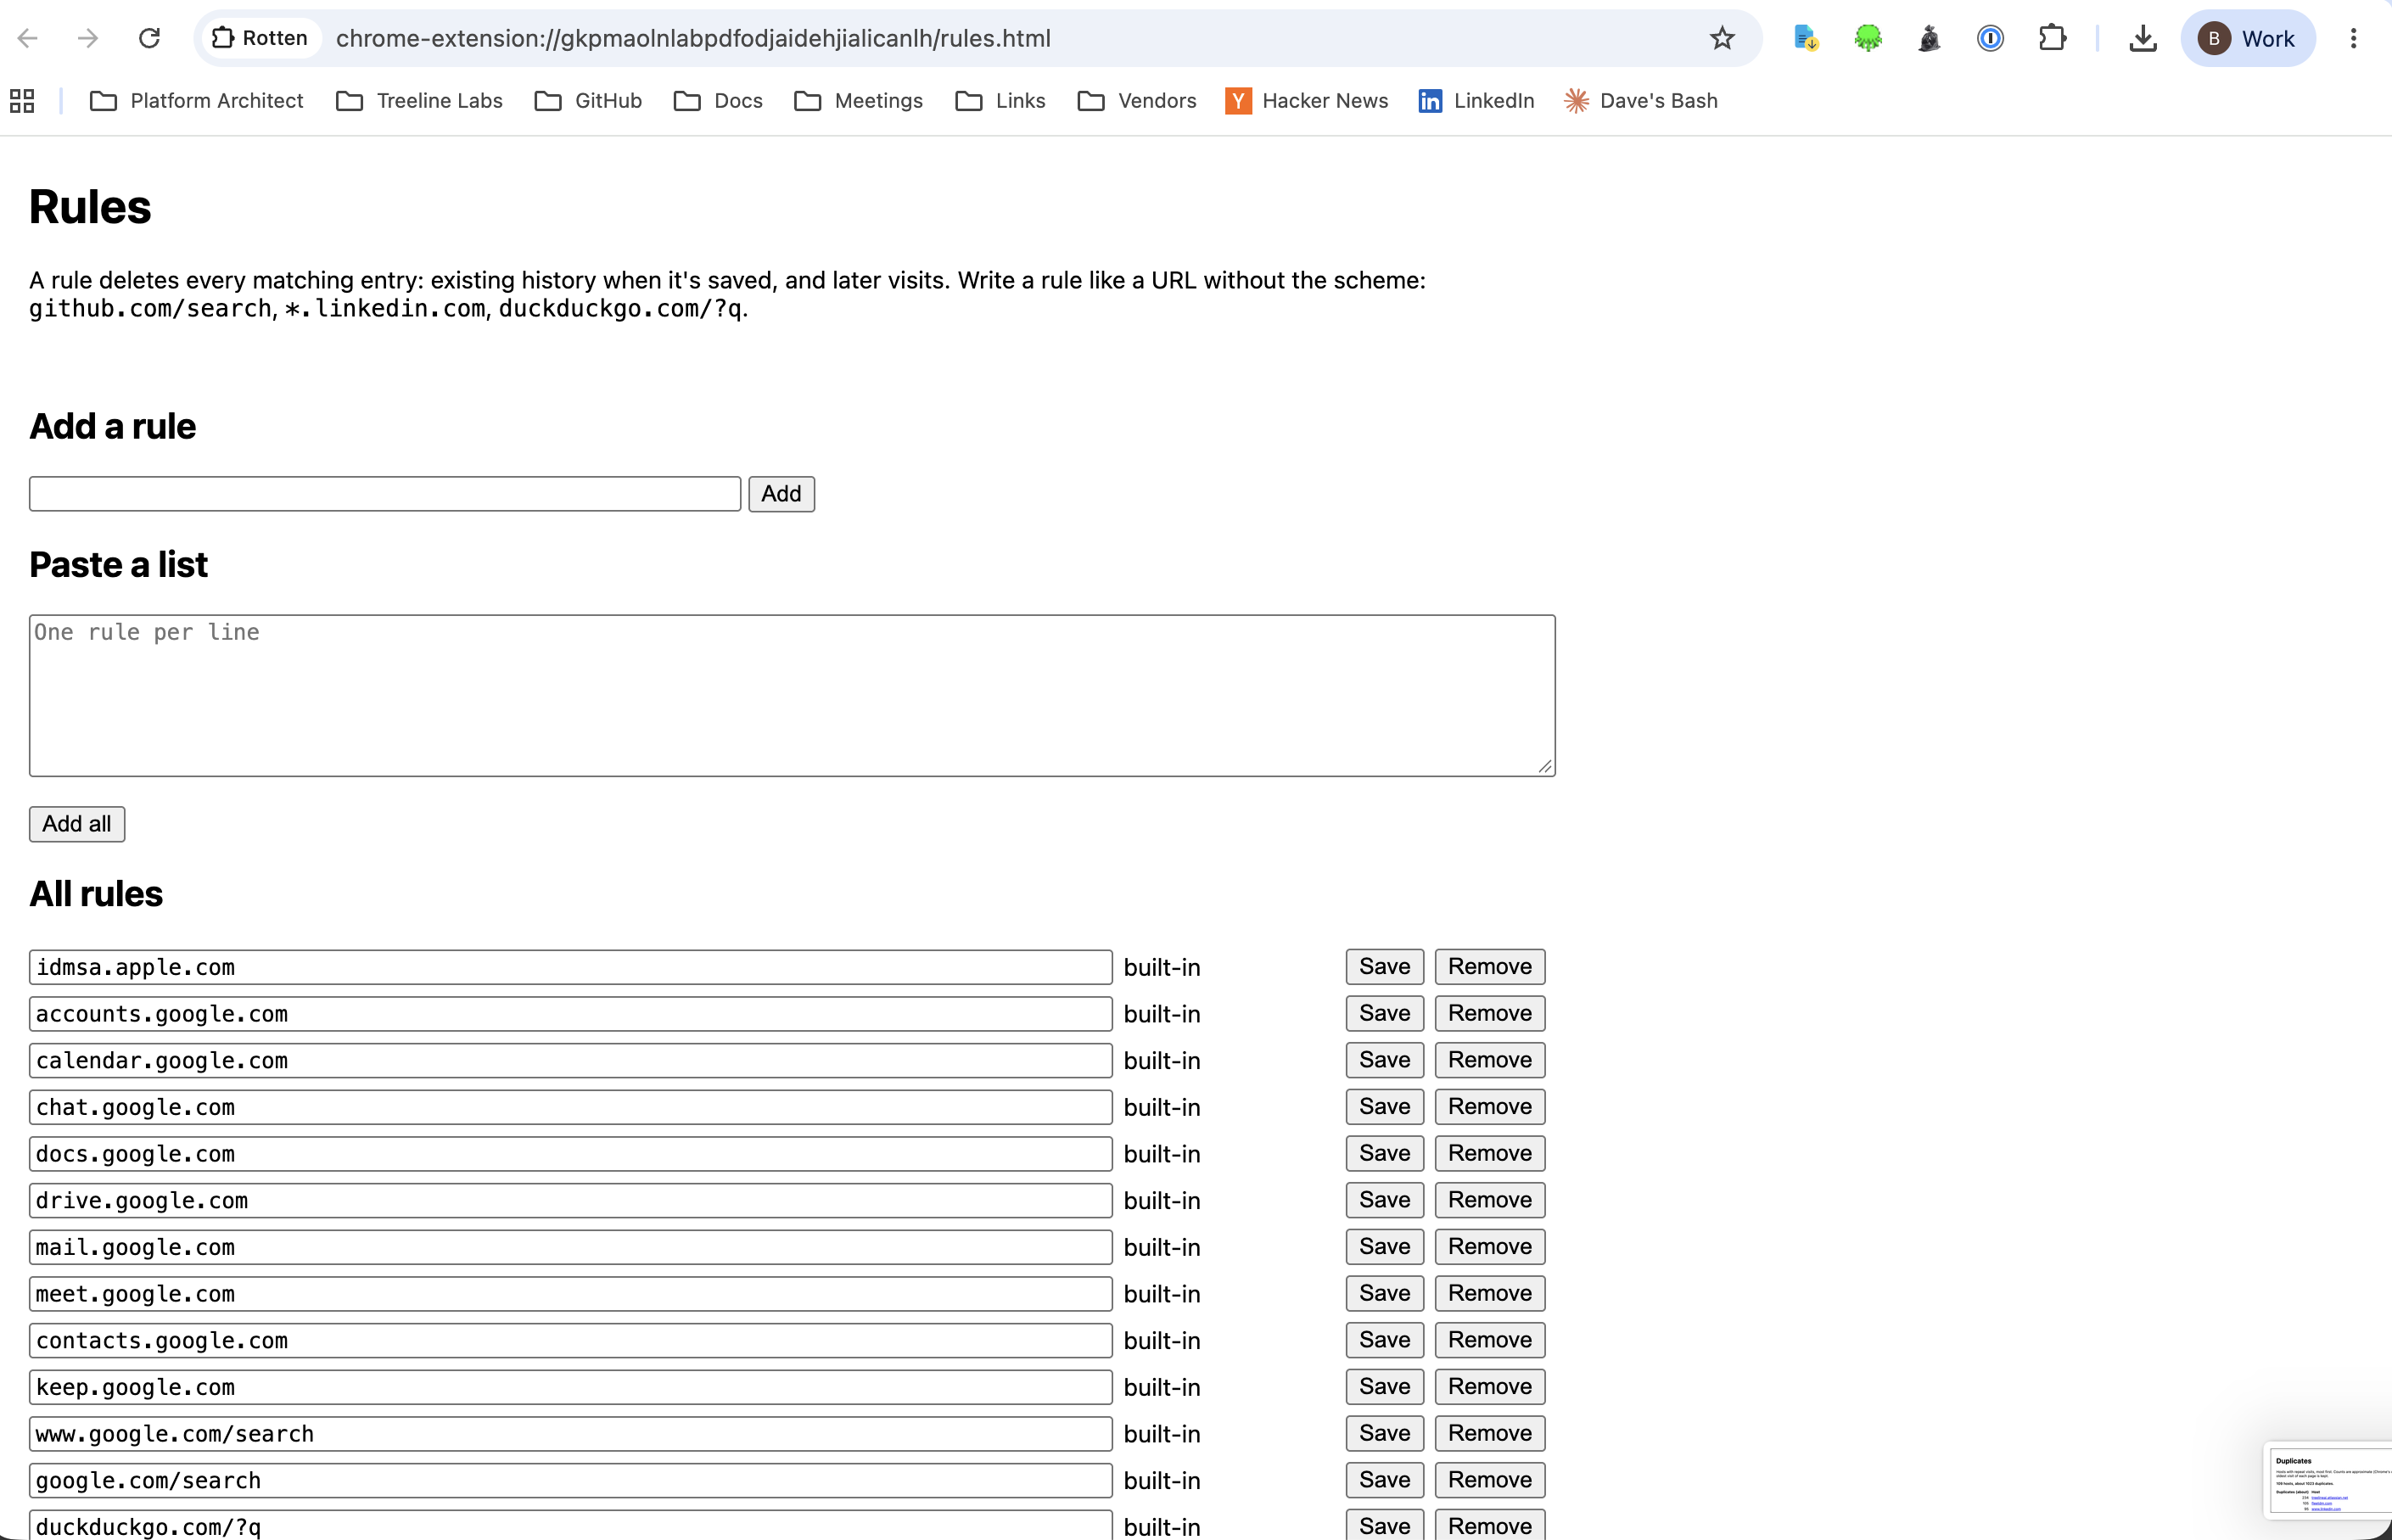 Rotten
chrome-extension://gkpmaolnlabpdfodjaidehjialicanlh/rules.html
B
Work
Platform Architect
Treeline Labs
GitHub
Docs
Meetings
Links
Vendors
Y
Hacker News
in
LinkedIn
Dave's Bash
Rules
A rule deletes every matching entry: existing history when it's saved, and later visits. Write a rule like a URL without the scheme:
github.com/search, *.linkedin.com, duckduckgo.com/?q.
Add a rule
Add
Paste a list
One rule per line
Add all
All rules
idmsa.apple.com built-in Save Remove
accounts.google.com built-in Save Remove
calendar.google.com built-in Save Remove
chat.google.com built-in Save Remove
docs.google.com built-in Save Remove
drive.google.com built-in Save Remove
mail.google.com built-in Save Remove
meet.google.com built-in Save Remove
contacts.google.com built-in Save Remove
keep.google.com built-in Save Remove
www.google.com/search built-in Save Remove
google.com/search built-in Save Remove
duckduckgo.com/?q built-in Save Remove
Duplicates